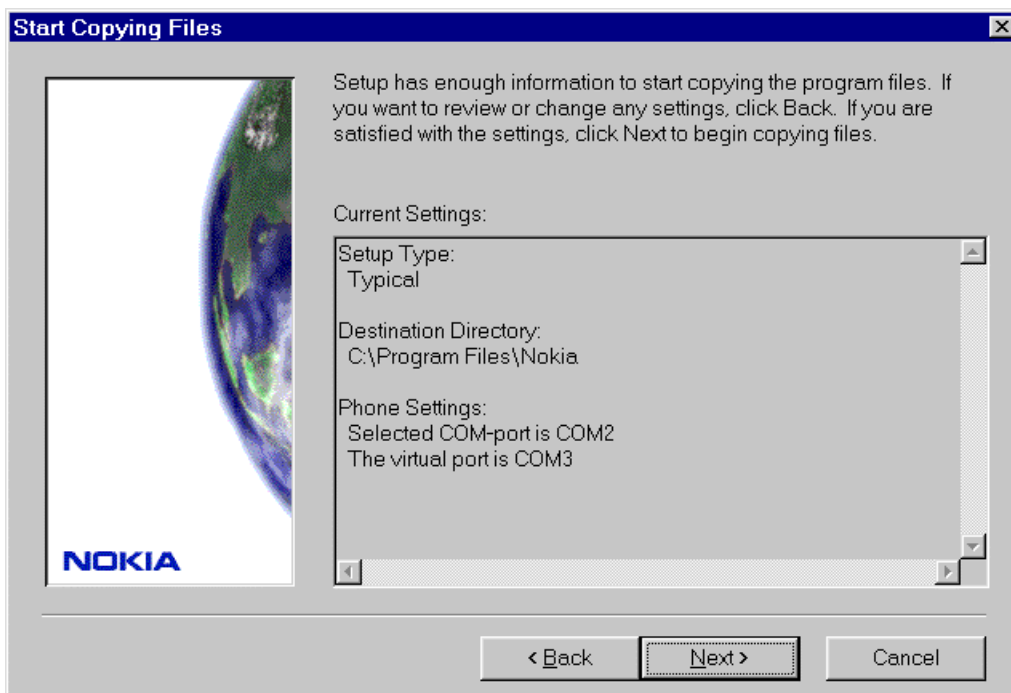 Start Copying Files
Setup has enough information to start copying the program files. If
you want to review or change any settings, click Back. If you are
satisfied with the settings, click Next to begin copying files.
Current Settings:
Setup Type:
Typical
Destination Directory:
C:\Program Files\Nokia
Phone Settings:
Selected COM-port is COM2
The virtual port is COM3
NOKIA
< Back
Next >
Cancel